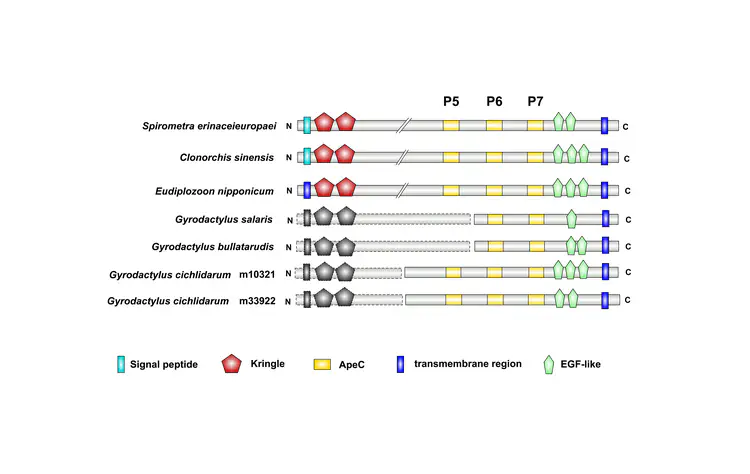 P5 P6 P7
Spirometra erinaceieuropaei N C
Clonorchis sinensis N C
Eudiplozoon nipponicum N C
Gyrodactylus salaris N C
Gyrodactylus bullatarudis N C
Gyrodactylus cichlidarum m10321 N C
Gyrodactylus cichlidarum m33922 N C
Signal peptide Kringle ApeC transmembrane region EGF-like